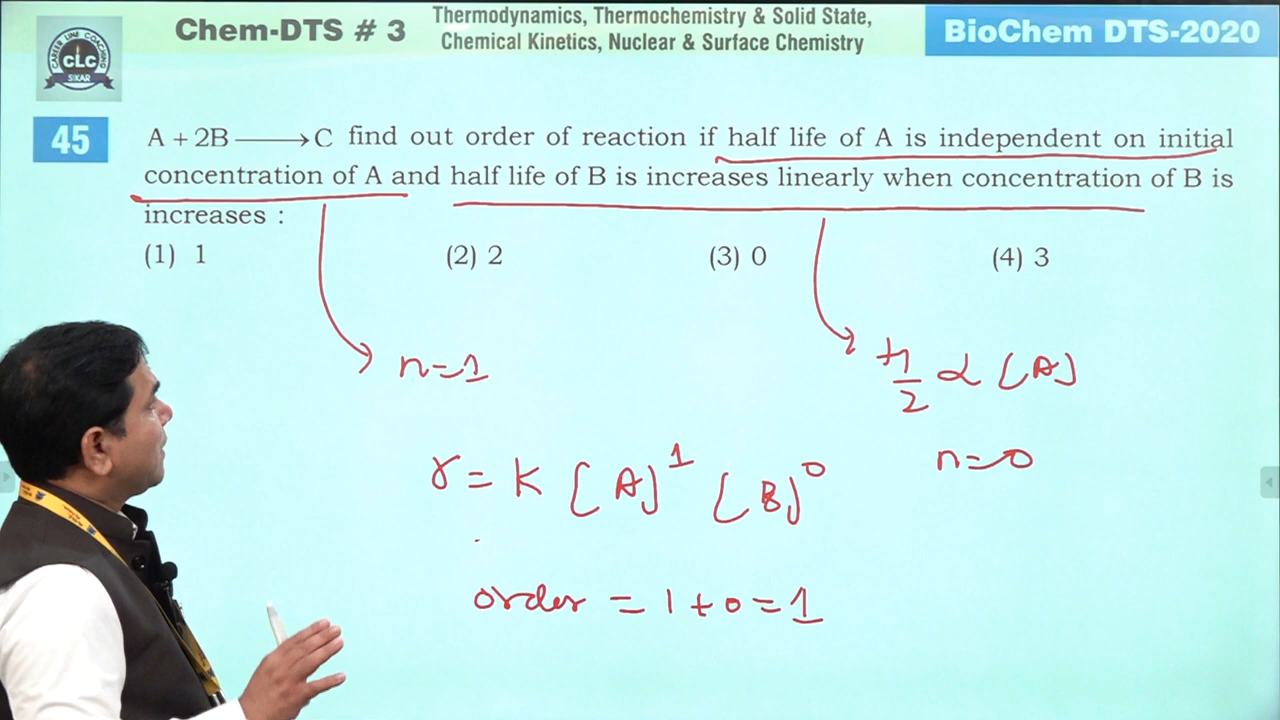 Chem-DTS # 3
Thermodynamics, Thermochemistry & Solid State,
Chemical Kinetics, Nuclear & Surface Chemistry
BioChem DTS-2020
CAREER LINE COACHING
CLC
SIKAR
45
A + 2B ⟶ C find out order of reaction if half life of A is independent on initial
concentration of A and half life of B is increases linearly when concentration of B is
increases :
(1) 1 (2) 2 (3) 0 (4) 3
n=1
t1/2 α [A]
n=0
r = K [A]^1 [B]^0
order = 1 + 0 = 1